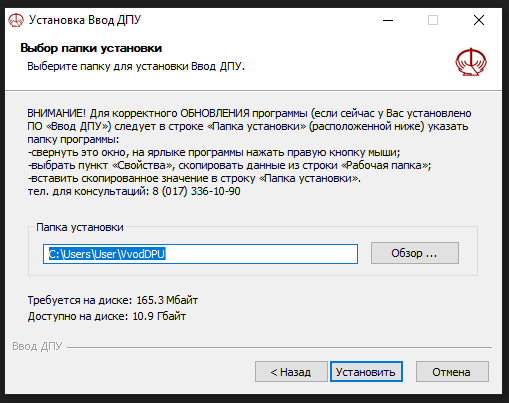 Установка Ввод ДПУ
Выбор папки установки
Выберите папку для установки Ввод ДПУ.
ВНИМАНИЕ! Для корректного ОБНОВЛЕНИЯ программы (если сейчас у Вас установлено
ПО «Ввод ДПУ») следует в строке «Папка установки» (расположенной ниже) указать
папку программы:
-свернуть это окно, на ярлыке программы нажать правую кнопку мыши;
-выбрать пункт «Свойства», скопировать данные из строки «Рабочая папка»;
-вставить скопированное значение в строку «Папка установки».
тел. для консультаций: 8 (017) 336-10-90
Папка установки
C:\Users\User\VvodDPU
Обзор ...
Требуется на диске: 165.3 Мбайт
Доступно на диске: 10.9 Гбайт
Ввод ДПУ
< Назад
Установить
Отмена